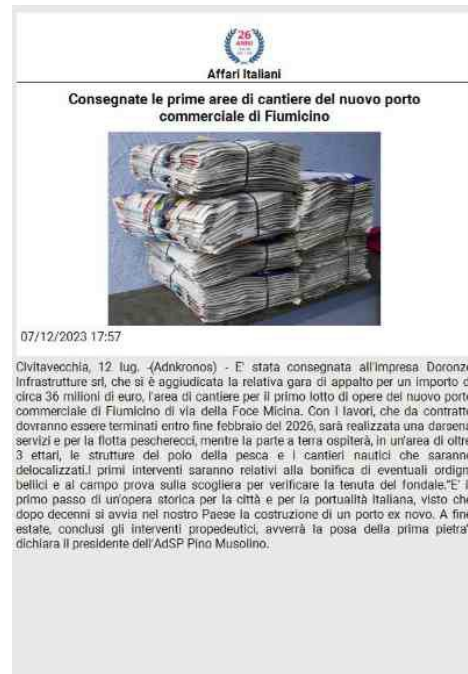 26
ANNI
Affari Italiani
Consegnate le prime aree di cantiere del nuovo porto
commerciale di Fiumicino
07/12/2023 17:57
Civitavecchia, 12 lug. -(Adnkronos) - E' stata consegnata all'impresa Doronzo
Infrastrutture srl, che si è aggiudicata la relativa gara di appalto per un importo d
circa 36 milioni di euro, l'area di cantiere per il primo lotto di opere del nuovo porto
commerciale di Fiumicino di via della Foce Micina. Con i lavori, che da contratto
dovranno essere terminati entro fine febbraio del 2026, sarà realizzata una darsena
servizi e per la flotta pescherecci, mentre la parte a terra ospiterà, in un'area di oltre
3 ettari, le strutture del polo della pesca e i cantieri nautici che saranno
delocalizzati.I primi interventi saranno relativi alla bonifica di eventuali ordign
bellici e al campo prova sulla scogliera per verificare la tenuta del fondale."E' i
primo passo di un'opera storica per la città e per la portualità italiana, visto che
dopo decenni si avvia nel nostro Paese la costruzione di un porto ex novo. A fine
estate, conclusi gli interventi propedeutici, avverrà la posa della prima pietra"
dichiara il presidente dell'AdSP Pino Musolino.